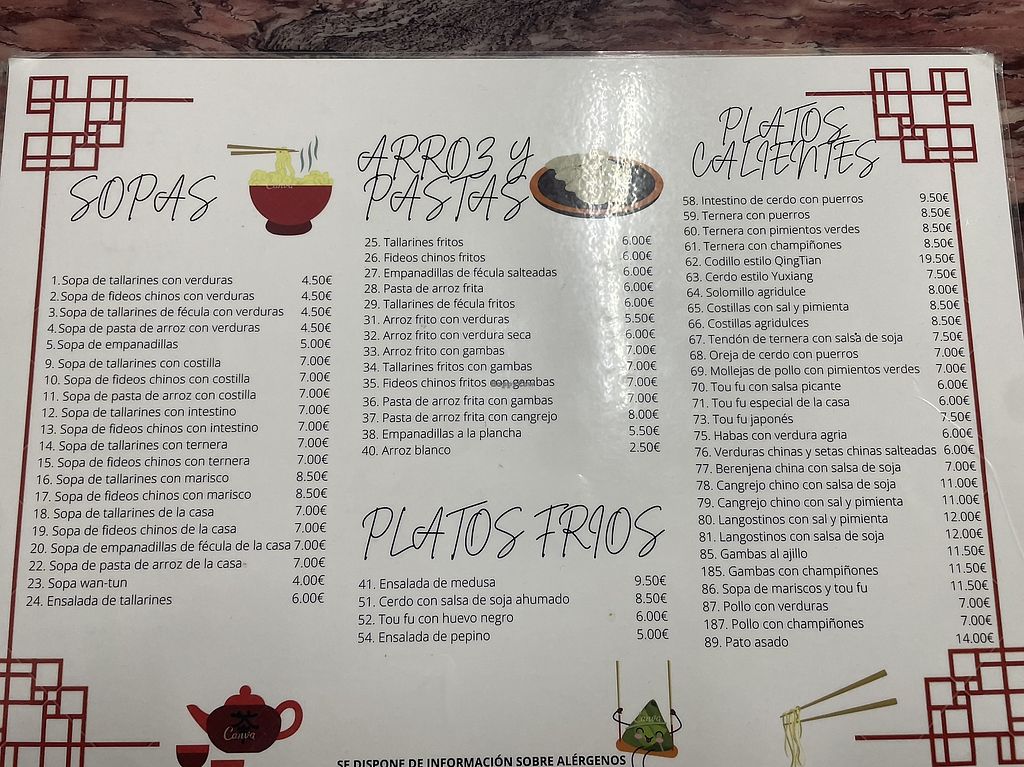 SOPAS
1. Sopa de tallarines con verduras 4.50€
2. Sopa de fideos chinos con verduras 4.50€
3. Sopa de tallarines de fécula con verduras 4.50€
4. Sopa de pasta de arroz con verduras 4.50€
5. Sopa de empanadillas 5.00€
9. Sopa de tallarines con costilla 7.00€
10. Sopa de fideos chinos con costilla 7.00€
11. Sopa de pasta de arroz con costilla 7.00€
12. Sopa de tallarines con intestino 7.00€
13. Sopa de fideos chinos con intestino 7.00€
14. Sopa de tallarines con ternera 7.00€
15. Sopa de fideos chinos con ternera 7.00€
16. Sopa de tallarines con marisco 8.50€
17. Sopa de fideos chinos con marisco 8.50€
18. Sopa de tallarines de la casa 7.00€
19. Sopa de fideos chinos de la casa 7.00€
20. Sopa de empanadillas de fécula de la casa 7.00€
22. Sopa de pasta de arroz de la casa 7.00€
23. Sopa wan-tun 4.00€
24. Ensalada de tallarines 6.00€
ARROZ Y
PASTAS
25. Tallarines fritos 6.00€
26. Fideos chinos fritos 6.00€
27. Empanadillas de fécula salteadas 6.00€
28. Pasta de arroz frita 6.00€
29. Tallarines de fécula fritos 6.00€
31. Arroz frito con verduras 5.50€
32. Arroz frito con verdura seca 6.00€
33. Arroz frito con gambas 7.00€
34. Tallarines fritos con gambas 7.00€
35. Fideos chinos fritos con gambas 7.00€
36. Pasta de arroz frita con gambas 7.00€
37. Pasta de arroz frita con cangrejo 8.00€
38. Empanadillas a la plancha 5.50€
40. Arroz blanco 2.50€
PLATOS FRIOS
41. Ensalada de medusa 9.50€
51. Cerdo con salsa de soja ahumado 8.50€
52. Tou fu con huevo negro 6.00€
54. Ensalada de pepino 5.00€
PLATOS
CALIENTES
58. Intestino de cerdo con puerros 9.50€
59. Ternera con puerros 8.50€
60. Ternera con pimientos verdes 8.50€
61. Ternera con champiñones 8.50€
62. Codillo estilo QingTian 19.50€
63. Cerdo estilo Yuxiang 7.50€
64. Solomillo agridulce 8.00€
65. Costillas con sal y pimienta 8.50€
66. Costillas agridulces 8.50€
67. Tendón de ternera con salsa de soja 7.50€
68. Oreja de cerdo con puerros 7.00€
69. Mollejas de pollo con pimientos verdes 7.00€
70. Tou fu con salsa picante 6.00€
71. Tou fu especial de la casa 6.00€
73. Tou fu japonés 7.50€
75. Habas con verdura agria 6.00€
76. Verduras chinas y setas chinas salteadas 6.00€
77. Berenjena china con salsa de soja 7.00€
78. Cangrejo chino con salsa de soja 11.00€
79. Cangrejo chino con sal y pimienta 11.00€
80. Langostinos con sal y pimienta 12.00€
81. Langostinos con salsa de soja 12.00€
85. Gambas al ajillo 11.50€
185. Gambas con champiñones 11.50€
86. Sopa de mariscos y tou fu 11.50€
87. Pollo con verduras 7.00€
187. Pollo con champiñones 7.00€
89. Pato asado 14.00€
Canva
Canva
Canva
SE DISPONE DE INFORMACIÓN SOBRE ALÉRGENOS